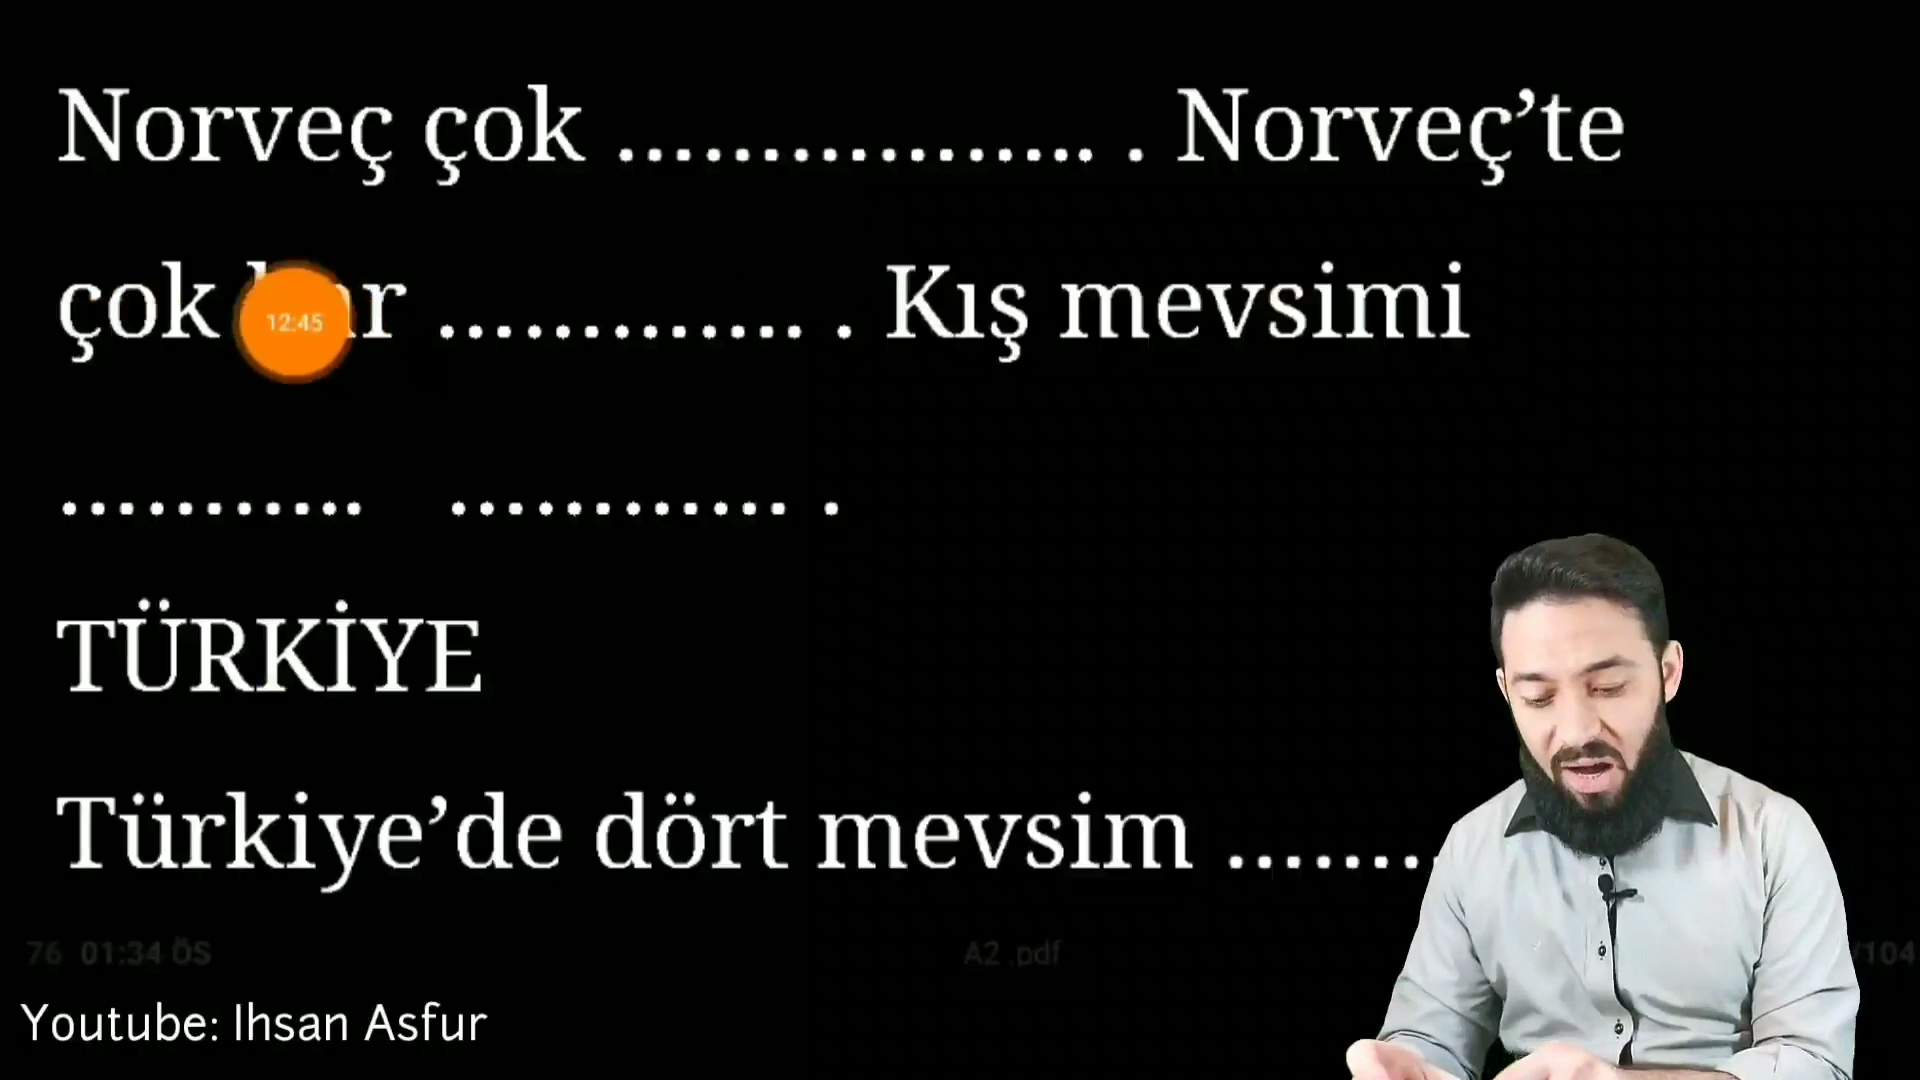 Norveç çok ................. . Norveç’te
çok r ............. . Kış mevsimi
........... ............ .
TÜRKİYE
Türkiye’de dört mevsim ........
12:45
76 01:34 ÖS
A2 .pdf
/104
Youtube: Ihsan Asfur